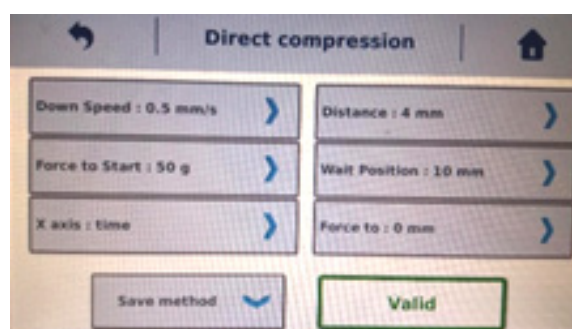 Direct compression
Down Speed : 0.5 mm/s
Distance : 4 mm
Force to Start : 50 g
Wait Position : 10 mm
X axis : time
Force to : 0 mm
Save method
Valid